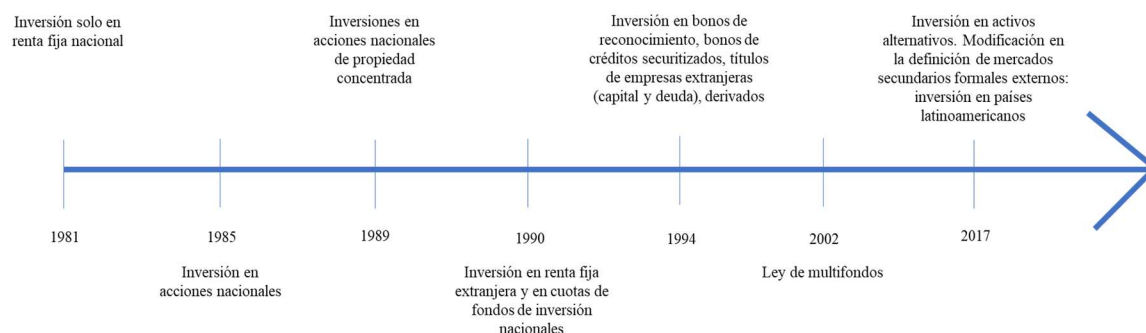 Inversión solo en
renta fija nacional
Inversiones en
acciones nacionales
de propiedad
concentrada
Inversión en bonos de
reconocimiento, bonos de
créditos securitizados, títulos
de empresas extranjeras
(capital y deuda), derivados
Inversión en activos
alternativos. Modificación en
la definición de mercados
secundarios formales externos:
inversión en países
latinoamericanos
1981
1985
1989
1990
1994
2002
2017
Inversión en
acciones nacionales
Inversión en renta fija
extranjera y en cuotas de
fondos de inversión
nacionales
Ley de multifondos